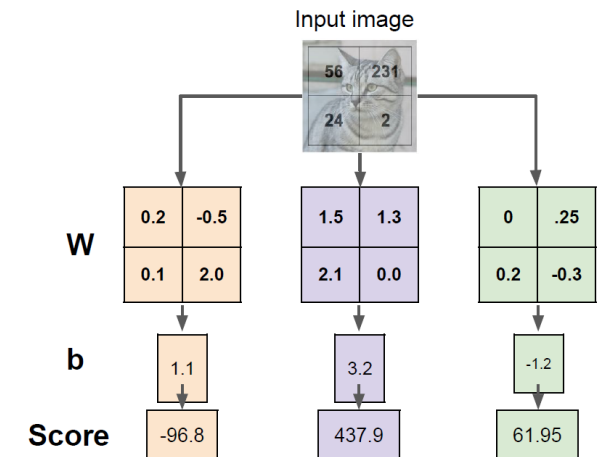 Input image
56 231
24 2
W
0.2 -0.5 1.5 1.3 0 .25
0.1 2.0 2.1 0.0 0.2 -0.3
b
1.1 3.2 -1.2
Score
-96.8 437.9 61.95